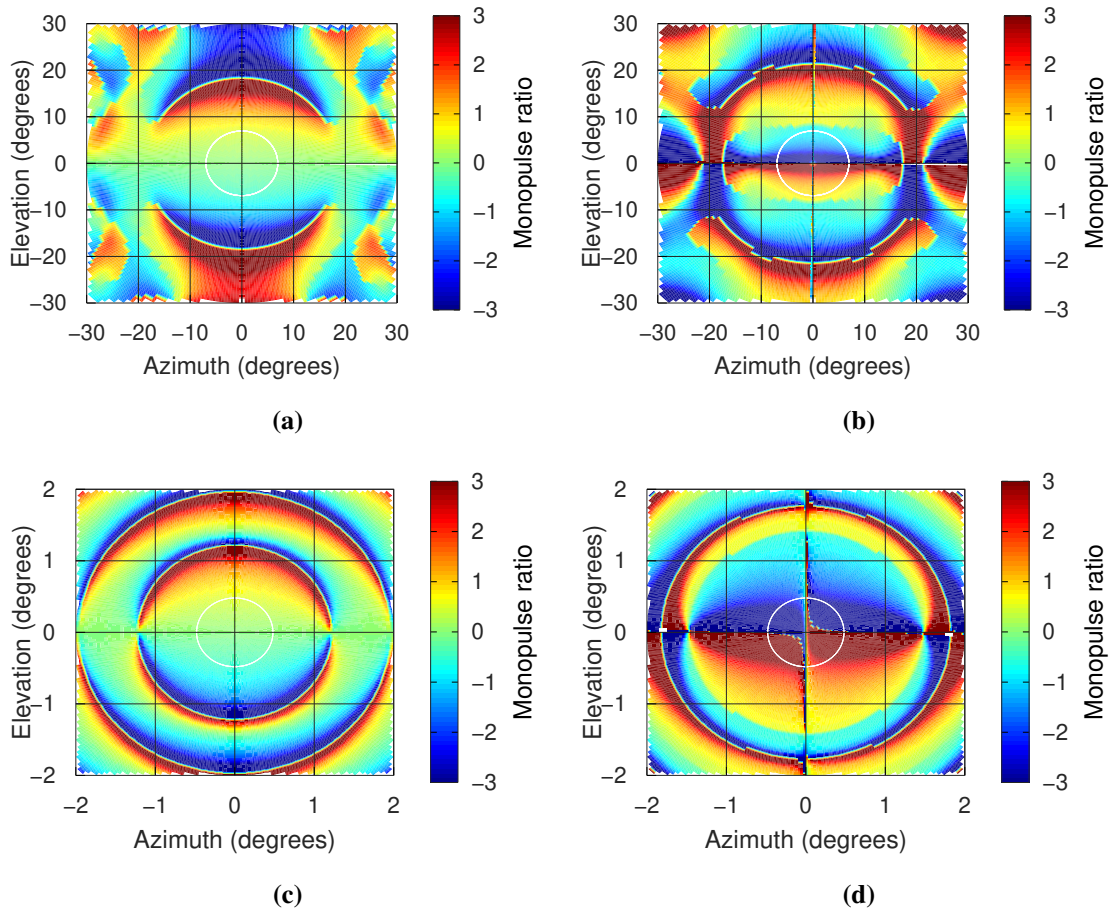 30
20
10
0
−10
−20
−30
−30 −20 −10 0 10 20 30
Elevation (degrees)
Azimuth (degrees)
3
2
1
0
−1
−2
−3
Monopulse ratio
(a)
30
20
10
0
−10
−20
−30
−30 −20 −10 0 10 20 30
Elevation (degrees)
Azimuth (degrees)
3
2
1
0
−1
−2
−3
Monopulse ratio
(b)
2
1
0
1
2
−2 −1 0 1 2
Elevation (degrees)
Azimuth (degrees)
3
2
1
0
−1
−2
−3
Monopulse ratio
(c)
2
1
0
1
2
−2 −1 0 1 2
Elevation (degrees)
Azimuth (degrees)
3
2
1
0
−1
−2
−3
Monopulse ratio
(d)